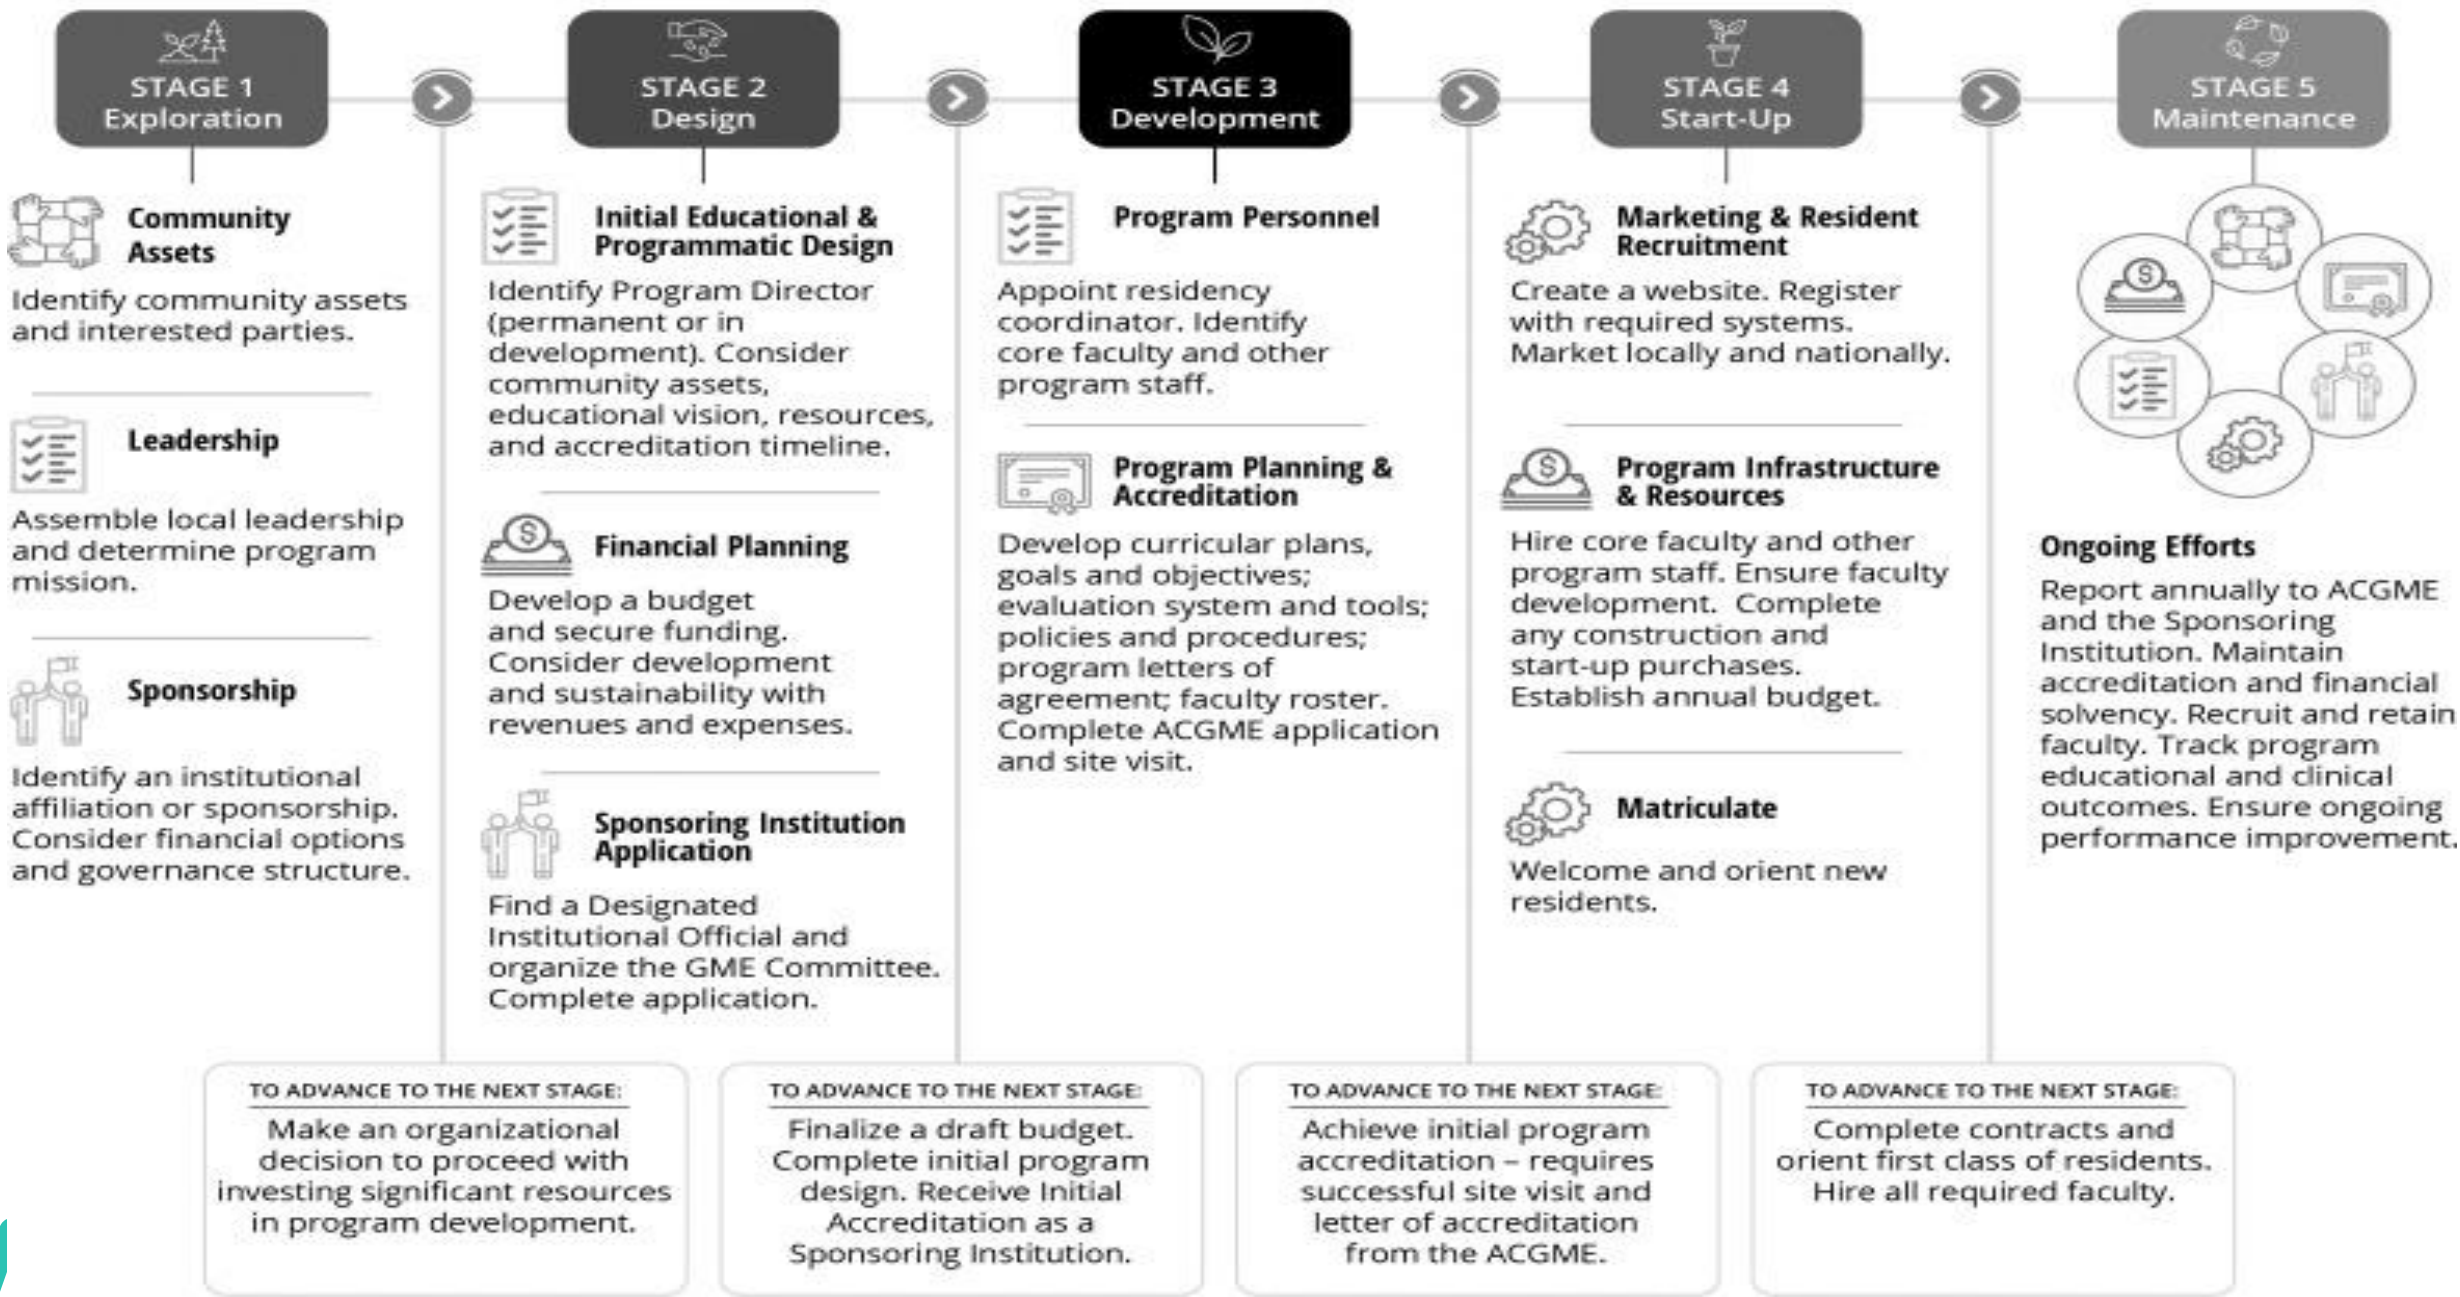 STAGE 1
Exploration
Community
Assets
Identify community assets
and interested parties.
Leadership
Assemble local leadership
and determine program
mission.
Sponsorship
Identify an institutional
affiliation or sponsorship.
Consider financial options
and governance structure.
TO ADVANCE TO THE NEXT STAGE:
Make an organizational
decision to proceed with
investing significant resources
in program development.
STAGE 2
Design
Initial Educational &
Programmatic Design
Identify Program Director
(permanent or in
development). Consider
community assets,
educational vision, resources,
and accreditation timeline.
$
Financial Planning
Develop a budget
and secure funding.
Consider development
and sustainability with
revenues and expenses.
Sponsoring Institution
Application
Find a Designated
Institutional Official and
organize the GME Committee.
Complete application.
TO ADVANCE TO THE NEXT STAGE:
Finalize a draft budget.
Complete initial program
design. Receive Initial
Accreditation as a
Sponsoring Institution.
STAGE 3
Development
Program Personnel
Appoint residency
coordinator. Identify
core faculty and other
program staff.
Program Planning &
Accreditation
Develop curricular plans,
goals and objectives;
evaluation system and tools;
policies and procedures;
program letters of
agreement; faculty roster.
Complete ACGME application
and site visit.
TO ADVANCE TO THE NEXT STAGE:
Achieve initial program
accreditation – requires
successful site visit and
letter of accreditation
from the ACGME.
STAGE 4
Start-Up
Marketing & Resident
Recruitment
Create a website. Register
with required systems.
Market locally and nationally.
$
Program Infrastructure
& Resources
Hire core faculty and other
program staff. Ensure faculty
development. Complete
any construction and
start-up purchases.
Establish annual budget.
Matriculate
Welcome and orient new
residents.
TO ADVANCE TO THE NEXT STAGE:
Complete contracts and
orient first class of residents.
Hire all required faculty.
STAGE 5
Maintenance
$
Ongoing Efforts
Report annually to ACGME
and the Sponsoring
Institution. Maintain
accreditation and financial
solvency. Recruit and retain
faculty. Track program
educational and clinical
outcomes. Ensure ongoing
performance improvement.